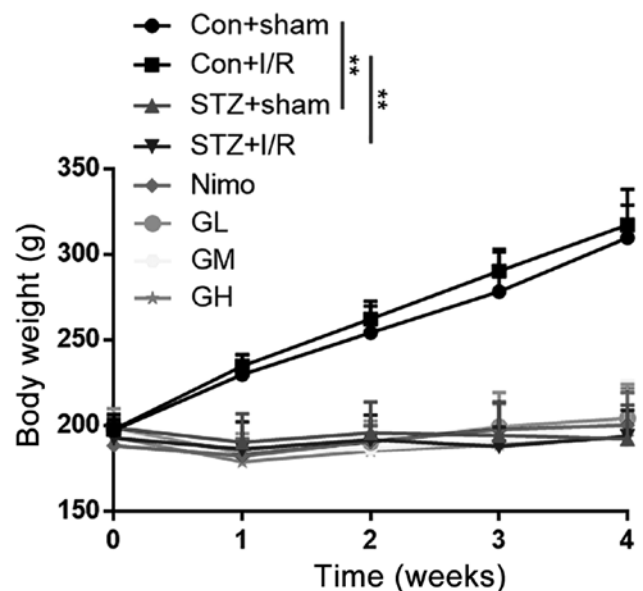 Con+sham
Con+I/R
STZ+sham
STZ+I/R
Nimo
GL
GM
GH
**
**
Body weight (g)
350
300
250
200
150
0 1 2 3 4
Time (weeks)